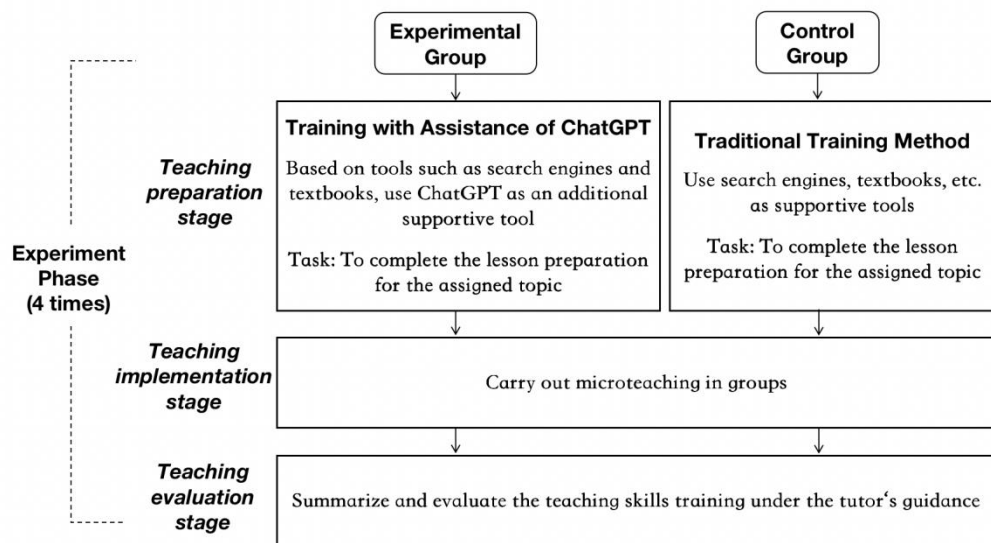 Experimental
Group
Control
Group
Teaching
preparation
stage
Training with Assistance of ChatGPT
Based on tools such as search engines and
textbooks, use ChatGPT as an additional
supportive tool
Task: To complete the lesson preparation
for the assigned topic
Traditional Training Method
Use search engines, textbooks, etc.
as supportive tools
Task: To complete the lesson
preparation for the assigned topic
Experiment
Phase
(4 times)
Teaching
implementation
stage
Carry out microteaching in groups
Teaching
evaluation
stage
Summarize and evaluate the teaching skills training under the tutor‘s guidance